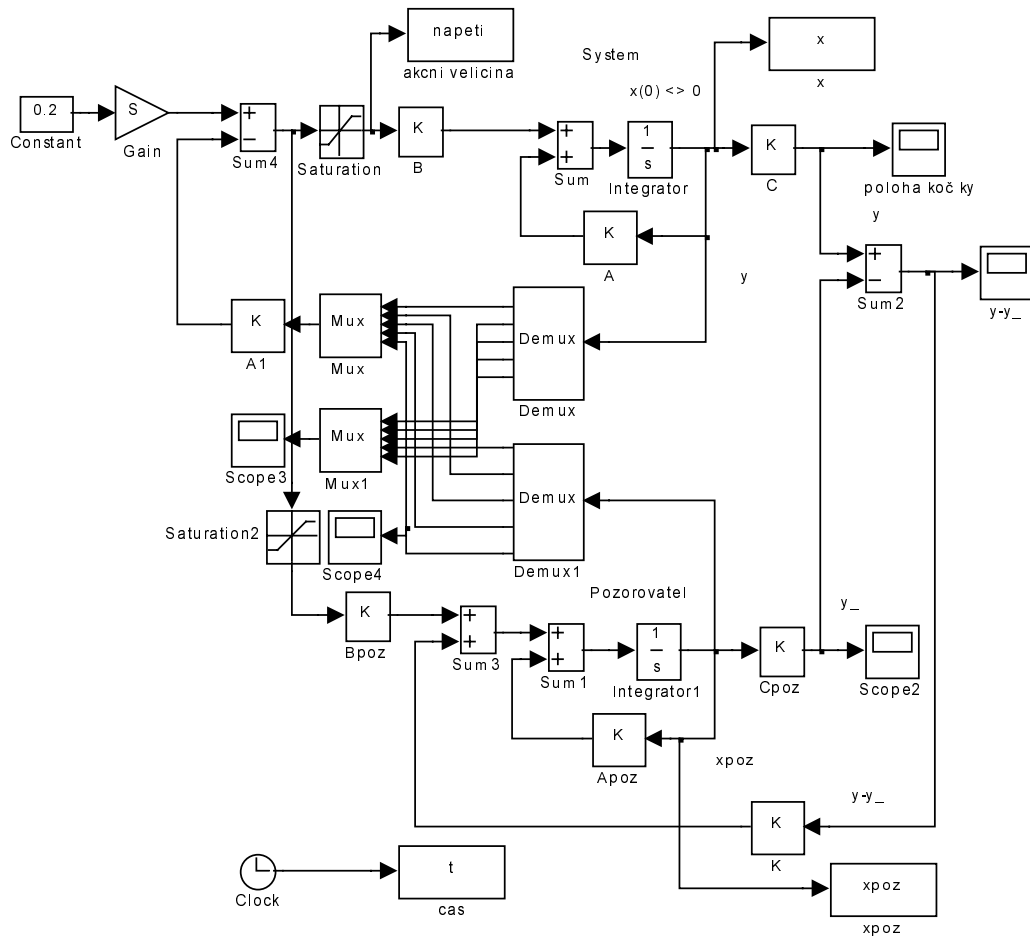 napeti
akcni velicina
System
x
x
x(0) <> 0
0.2
Constant
S
Gain
+
−
Sum4
Saturation
K
B
+
+
Sum
1
s
Integrator
K
C
poloha kočky
y
K
A
+
−
Sum2
y
y-y_
K
A1
Mux
Mux
Demux
Demux
Scope3
Mux
Mux1
Demux
Demux1
Saturation2
Scope4
Pozorovatel
K
Bpoz
+
+
Sum3
+
+
Sum1
1
s
Integrator1
K
Cpoz
y_
Scope2
K
Apoz
xpoz
y-y_
K
K
Clock
t
cas
xpoz
xpoz